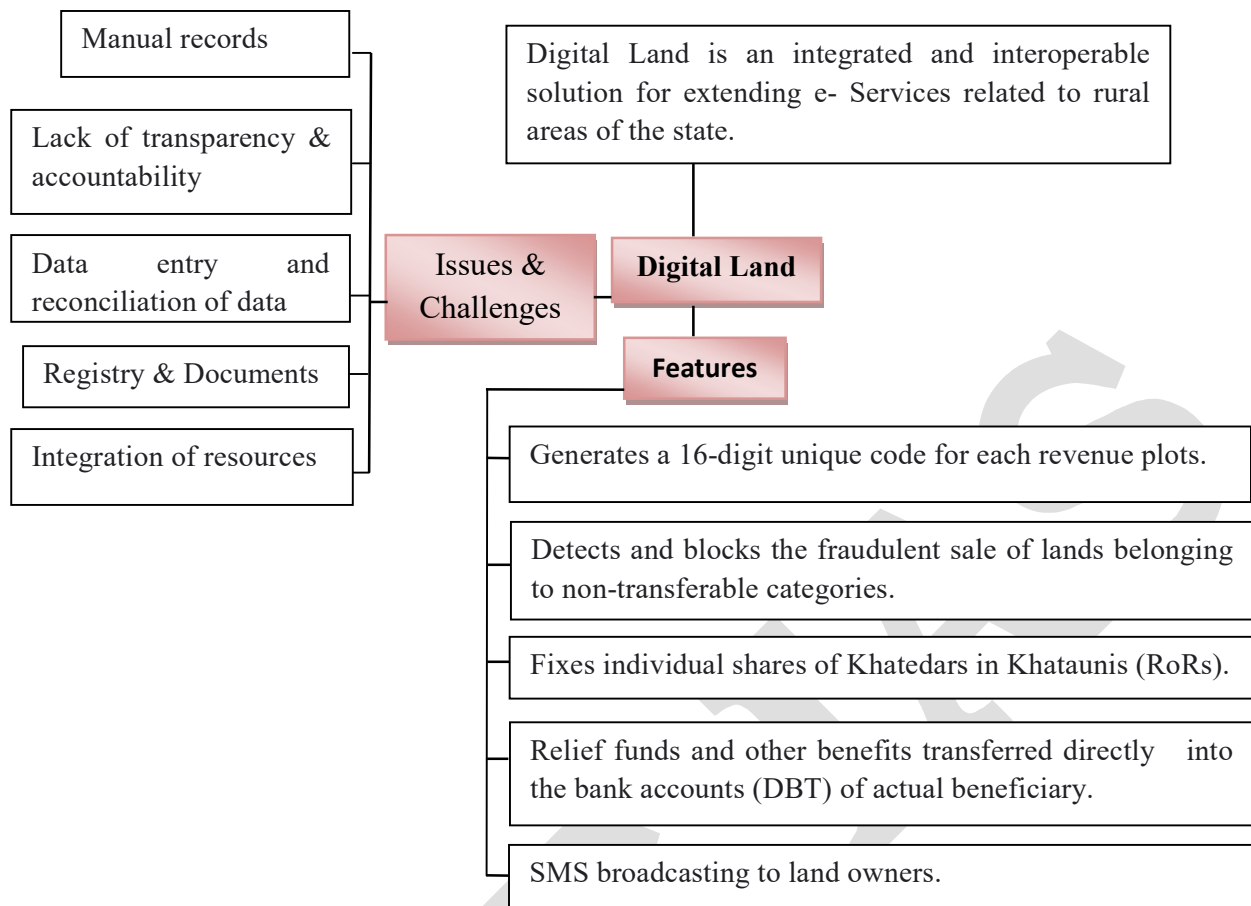 Manual records
Lack of transparency &
accountability
Data entry and
reconciliation of data
Registry & Documents
Integration of resources
Issues &
Challenges
Digital Land is an integrated and interoperable
solution for extending e- Services related to rural
areas of the state.
Digital Land
Features
Generates a 16-digit unique code for each revenue plots.
Detects and blocks the fraudulent sale of lands belonging
to non-transferable categories.
Fixes individual shares of Khatedars in Khataunis (RoRs).
Relief funds and other benefits transferred directly into
the bank accounts (DBT) of actual beneficiary.
SMS broadcasting to land owners.